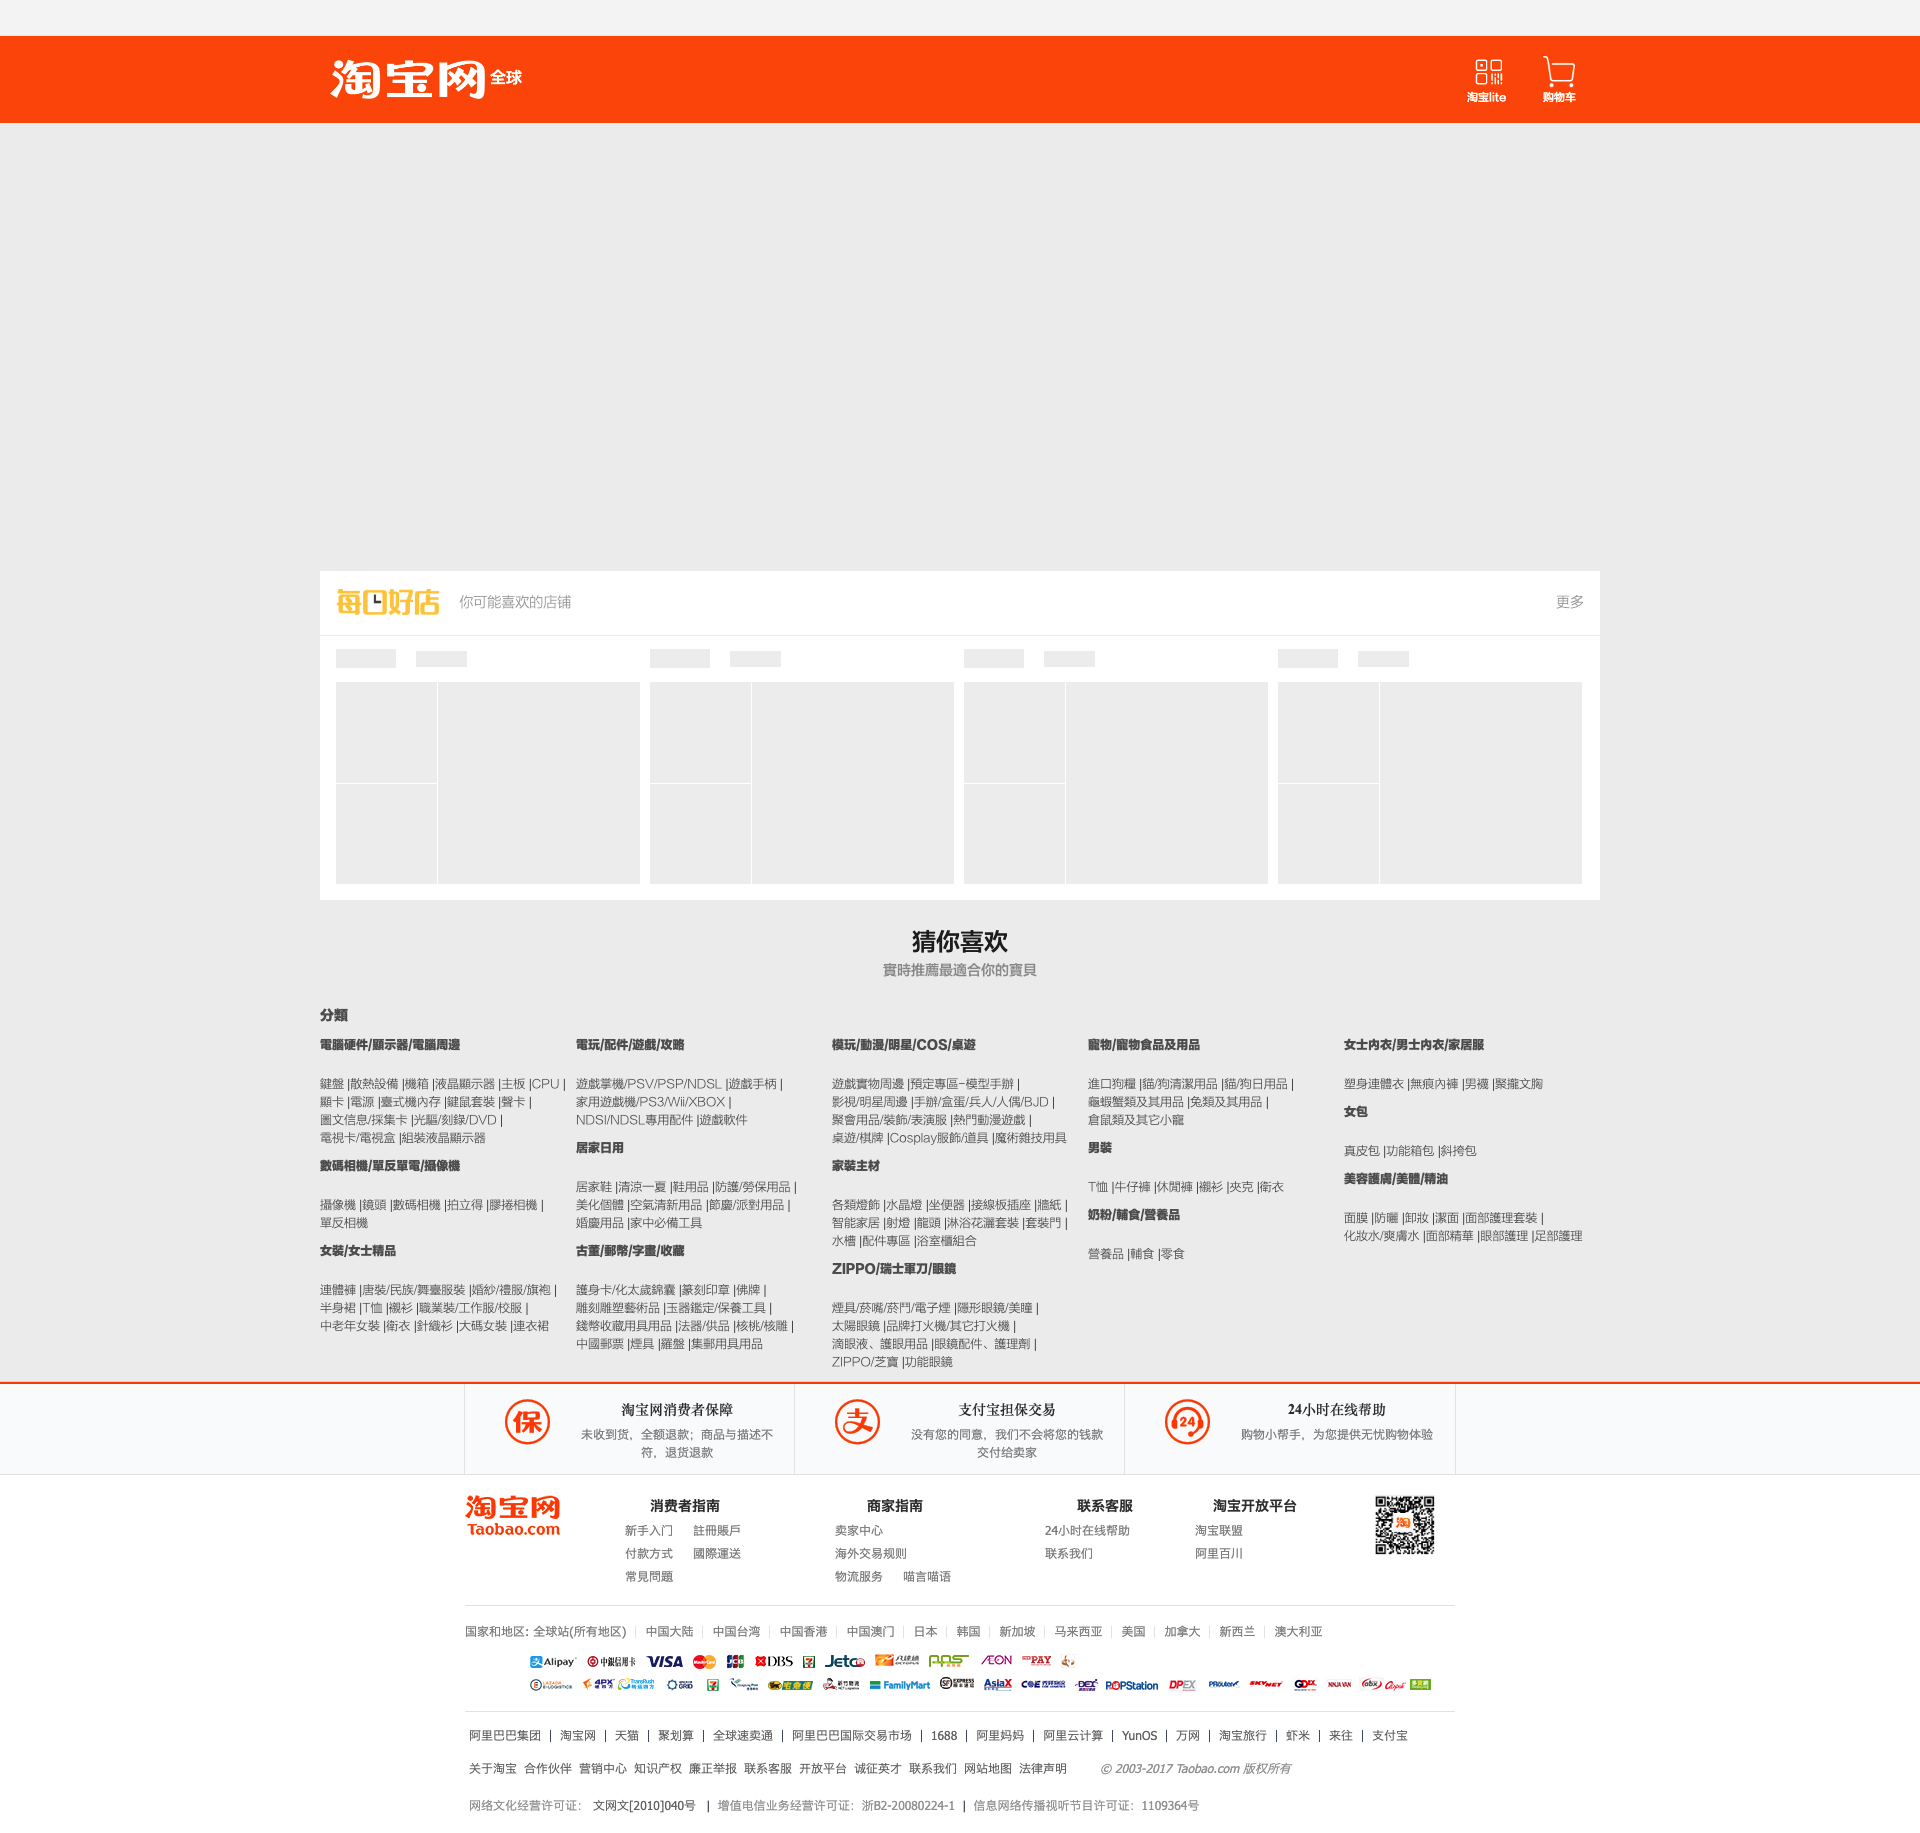 淘宝网 全球
淘宝lite
购物车
每日好店
你可能喜欢的店铺
更多
猜你喜欢
實時推薦最適合你的寶貝
分類
電腦硬件/顯示器/電腦周邊
鍵盤 |散熱設備 |機箱 |液晶顯示器 |主板 |CPU |
顯卡 |電源 |臺式機內存 |鍵鼠套裝 |聲卡 |
圖文信息/採集卡 |光驅/刻錄/DVD |
電視卡/電視盒 |組裝液晶顯示器
數碼相機/單反單電/攝像機
攝像機 |鏡頭 |數碼相機 |拍立得 |膠捲相機 |
單反相機
女裝/女士精品
連體褲 |唐裝/民族/舞臺服裝 |婚紗/禮服/旗袍 |
半身裙 |T恤 |襯衫 |職業裝/工作服/校服 |
中老年女裝 |衛衣 |針織衫 |大碼女裝 |連衣裙
電玩/配件/遊戲/攻略
遊戲掌機/PSV/PSP/NDSL |遊戲手柄 |
家用遊戲機/PS3/Wii/XBOX |
NDSI/NDSL專用配件 |遊戲軟件
居家日用
居家鞋 |清涼一夏 |鞋用品 |防護/勞保用品 |
美化個體 |空氣清新用品 |節慶/派對用品 |
婚慶用品 |家中必備工具
古董/郵幣/字畫/收藏
護身卡/化太歲錦囊 |篆刻印章 |佛牌 |
雕刻雕塑藝術品 |玉器鑑定/保養工具 |
錢幣收藏用具用品 |法器/供品 |核桃/核雕 |
中國郵票 |煙具 |羅盤 |集郵用具用品
模玩/動漫/明星/COS/桌遊
遊戲實物周邊 |預定專區-模型手辦 |
影視/明星周邊 |手辦/盒蛋/兵人/人偶/BJD |
聚會用品/裝飾/表演服 |熱門動漫遊戲 |
桌遊/棋牌 |Cosplay服飾/道具 |魔術雜技用具
家裝主材
各類燈飾 |水晶燈 |坐便器 |接線板插座 |牆紙 |
智能家居 |射燈 |龍頭 |淋浴花灑套裝 |套裝門 |
水槽 |配件專區 |浴室櫃組合
ZIPPO/瑞士軍刀/眼鏡
煙具/菸嘴/菸鬥/電子煙 |隱形眼鏡/美瞳 |
太陽眼鏡 |品牌打火機/其它打火機 |
滴眼液、護眼用品 |眼鏡配件、護理劑 |
ZIPPO/芝寶 |功能眼鏡
寵物/寵物食品及用品
進口狗糧 |貓/狗清潔用品 |貓/狗日用品 |
龜蝦蟹類及其用品 |兔類及其用品 |
倉鼠類及其它小寵
男裝
T恤 |牛仔褲 |休閒褲 |襯衫 |夾克 |衛衣
奶粉/輔食/營養品
營養品 |輔食 |零食
女士內衣/男士內衣/家居服
塑身連體衣 |無痕內褲 |男襪 |聚攏文胸
女包
真皮包 |功能箱包 |斜挎包
美容護膚/美體/精油
面膜 |防曬 |卸妝 |潔面 |面部護理套裝 |
化妝水/爽膚水 |面部精華 |眼部護理 |足部護理
保
淘宝网消费者保障
未收到货，全额退款；商品与描述不
符，退货退款
支
支付宝担保交易
没有您的同意，我们不会将您的钱款
交付给卖家
24
24小时在线帮助
购物小帮手，为您提供无忧购物体验
淘宝网
Taobao.com
消费者指南
新手入门 註冊賬戶
付款方式 國際運送
常見問題
商家指南
卖家中心
海外交易规则
物流服务 喵言喵语
联系客服
24小时在线帮助
联系我们
淘宝开放平台
淘宝联盟
阿里百川
淘
国家和地区: 全球站(所有地区) 中国大陆 中国台湾 中国香港 中国澳门 日本 韩国 新加坡 马来西亚 美国 加拿大 新西兰 澳大利亚
支 Alipay 中銀信用卡 VISA MasterCard JCB DBS 7 Jetco 八達通 PPS ÆON PAY
4PX 7 宅急便 FamilyMart SF EXPRESS AsiaX POPStation DPEX SKYNET GDEX NINJA VAN abx
阿里巴巴集团 | 淘宝网 | 天猫 | 聚划算 | 全球速卖通 | 阿里巴巴国际交易市场 | 1688 | 阿里妈妈 | 阿里云计算 | YunOS | 万网 | 淘宝旅行 | 虾米 | 来往 | 支付宝
关于淘宝 合作伙伴 营销中心 知识产权 廉正举报 联系客服 开放平台 诚征英才 联系我们 网站地图 法律声明 © 2003-2017 Taobao.com 版权所有
网络文化经营许可证： 文网文[2010]040号 | 增值电信业务经营许可证：浙B2-20080224-1 | 信息网络传播视听节目许可证：1109364号